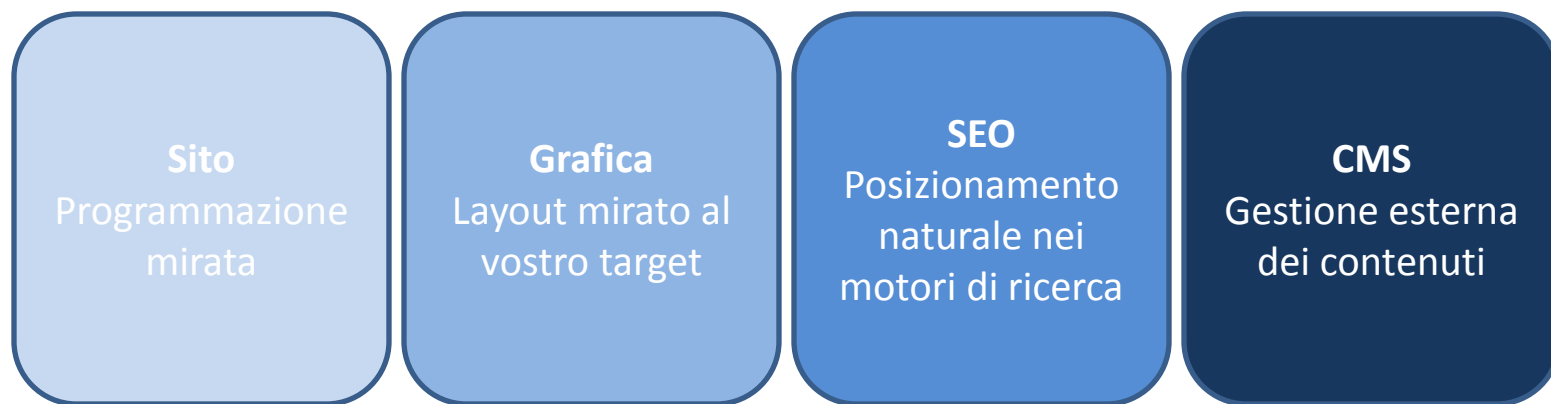 Sito
Programmazione
mirata
Grafica
Layout mirato al
vostro target
SEO
Posizionamento
naturale nei
motori di ricerca
CMS
Gestione esterna
dei contenuti